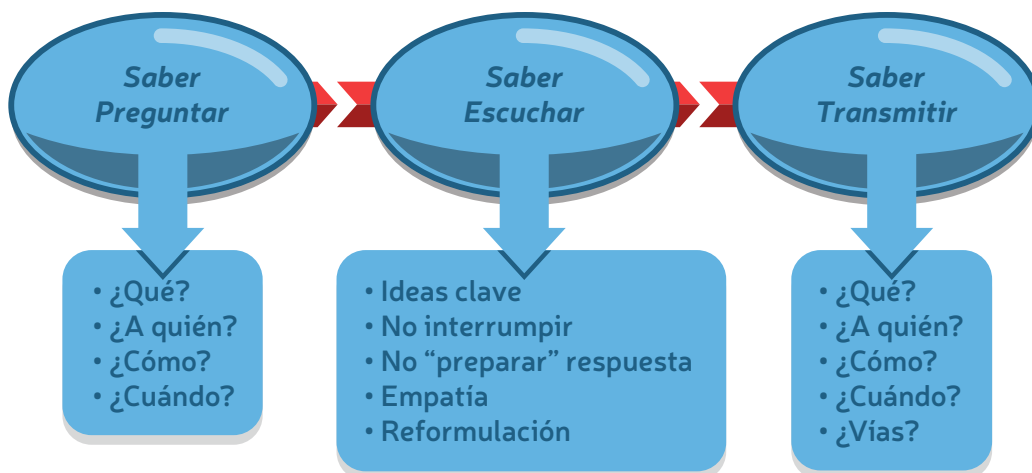 Saber
Preguntar
Saber
Escuchar
Saber
Transmitir
• ¿Qué?
• ¿A quién?
• ¿Cómo?
• ¿Cuándo?
• Ideas clave
• No interrumpir
• No “preparar” respuesta
• Empatía
• Reformulación
• ¿Qué?
• ¿A quién?
• ¿Cómo?
• ¿Cuándo?
• ¿Vías?